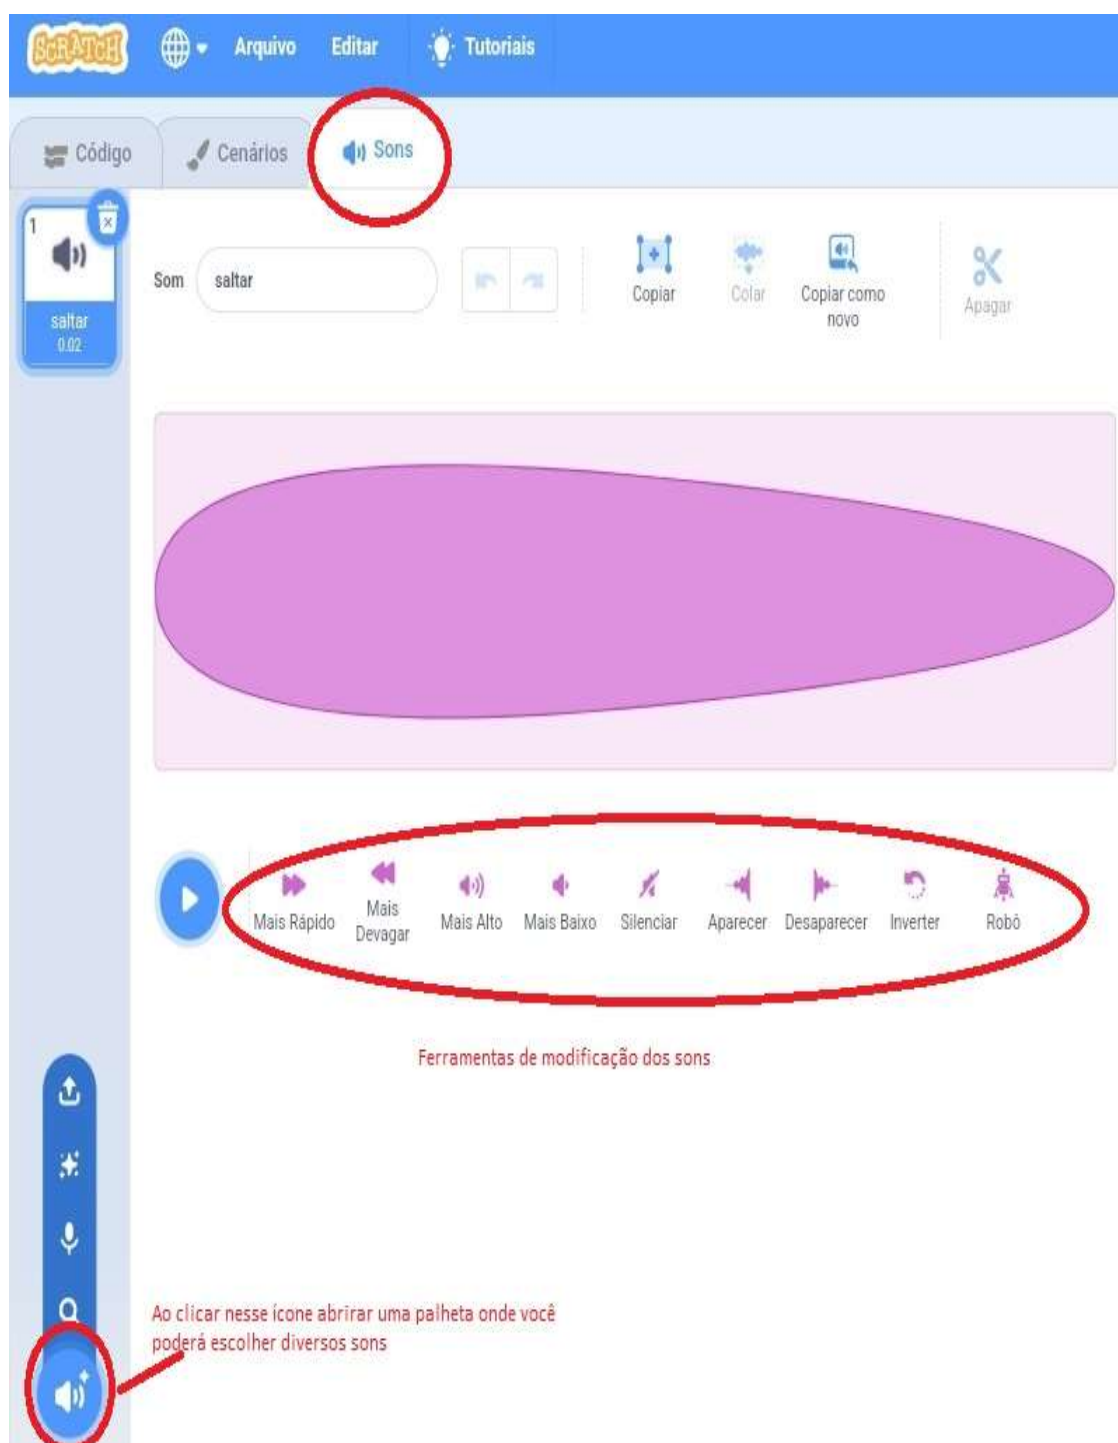 SCRATCH Arquivo Editar Tutoriais
Código Cenários Sons
1
saltar
0.02
Som saltar
Copiar Colar Copiar como
novo
Apagar
Mais Rápido Mais
Devagar
Mais Alto Mais Baixo Silenciar Aparecer Desaparecer Inverter Robô
Ferramentas de modificação dos sons
Ao clicar nesse ícone abrirar uma palheta onde você
poderá escolher diversos sons